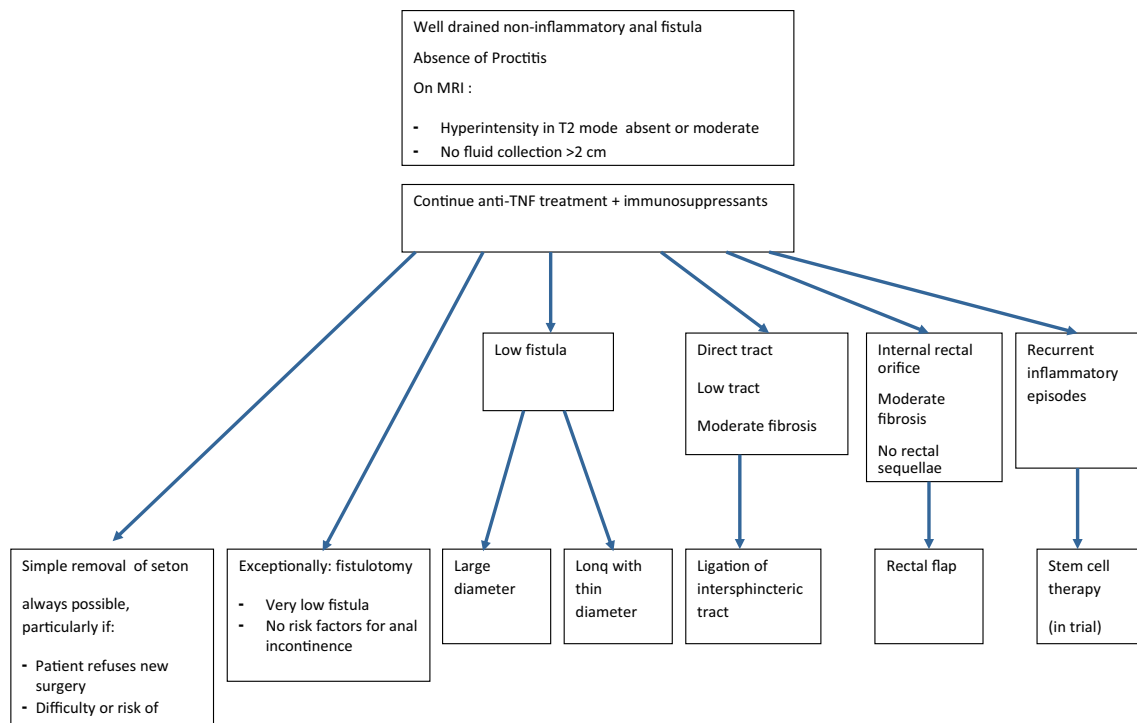 Well drained non-inflammatory anal fistula
Absence of Proctitis
On MRI :
- Hyperintensity in T2 mode absent or moderate
- No fluid collection >2 cm
Continue anti-TNF treatment + immunosuppressants
Low fistula
Direct tract
Low tract
Moderate fibrosis
Internal rectal
orifice
Moderate
fibrosis
No rectal
sequellae
Recurrent
inflammatory
episodes
Simple removal of seton
always possible,
particularly if:
- Patient refuses new
surgery
- Difficulty or risk of
Exceptionally: fistulotomy
- Very low fistula
- No risk factors for anal
incontinence
Large
diameter
Lonq with
thin
diameter
Ligation of
intersphincteric
tract
Rectal flap
Stem cell
therapy
(in trial)